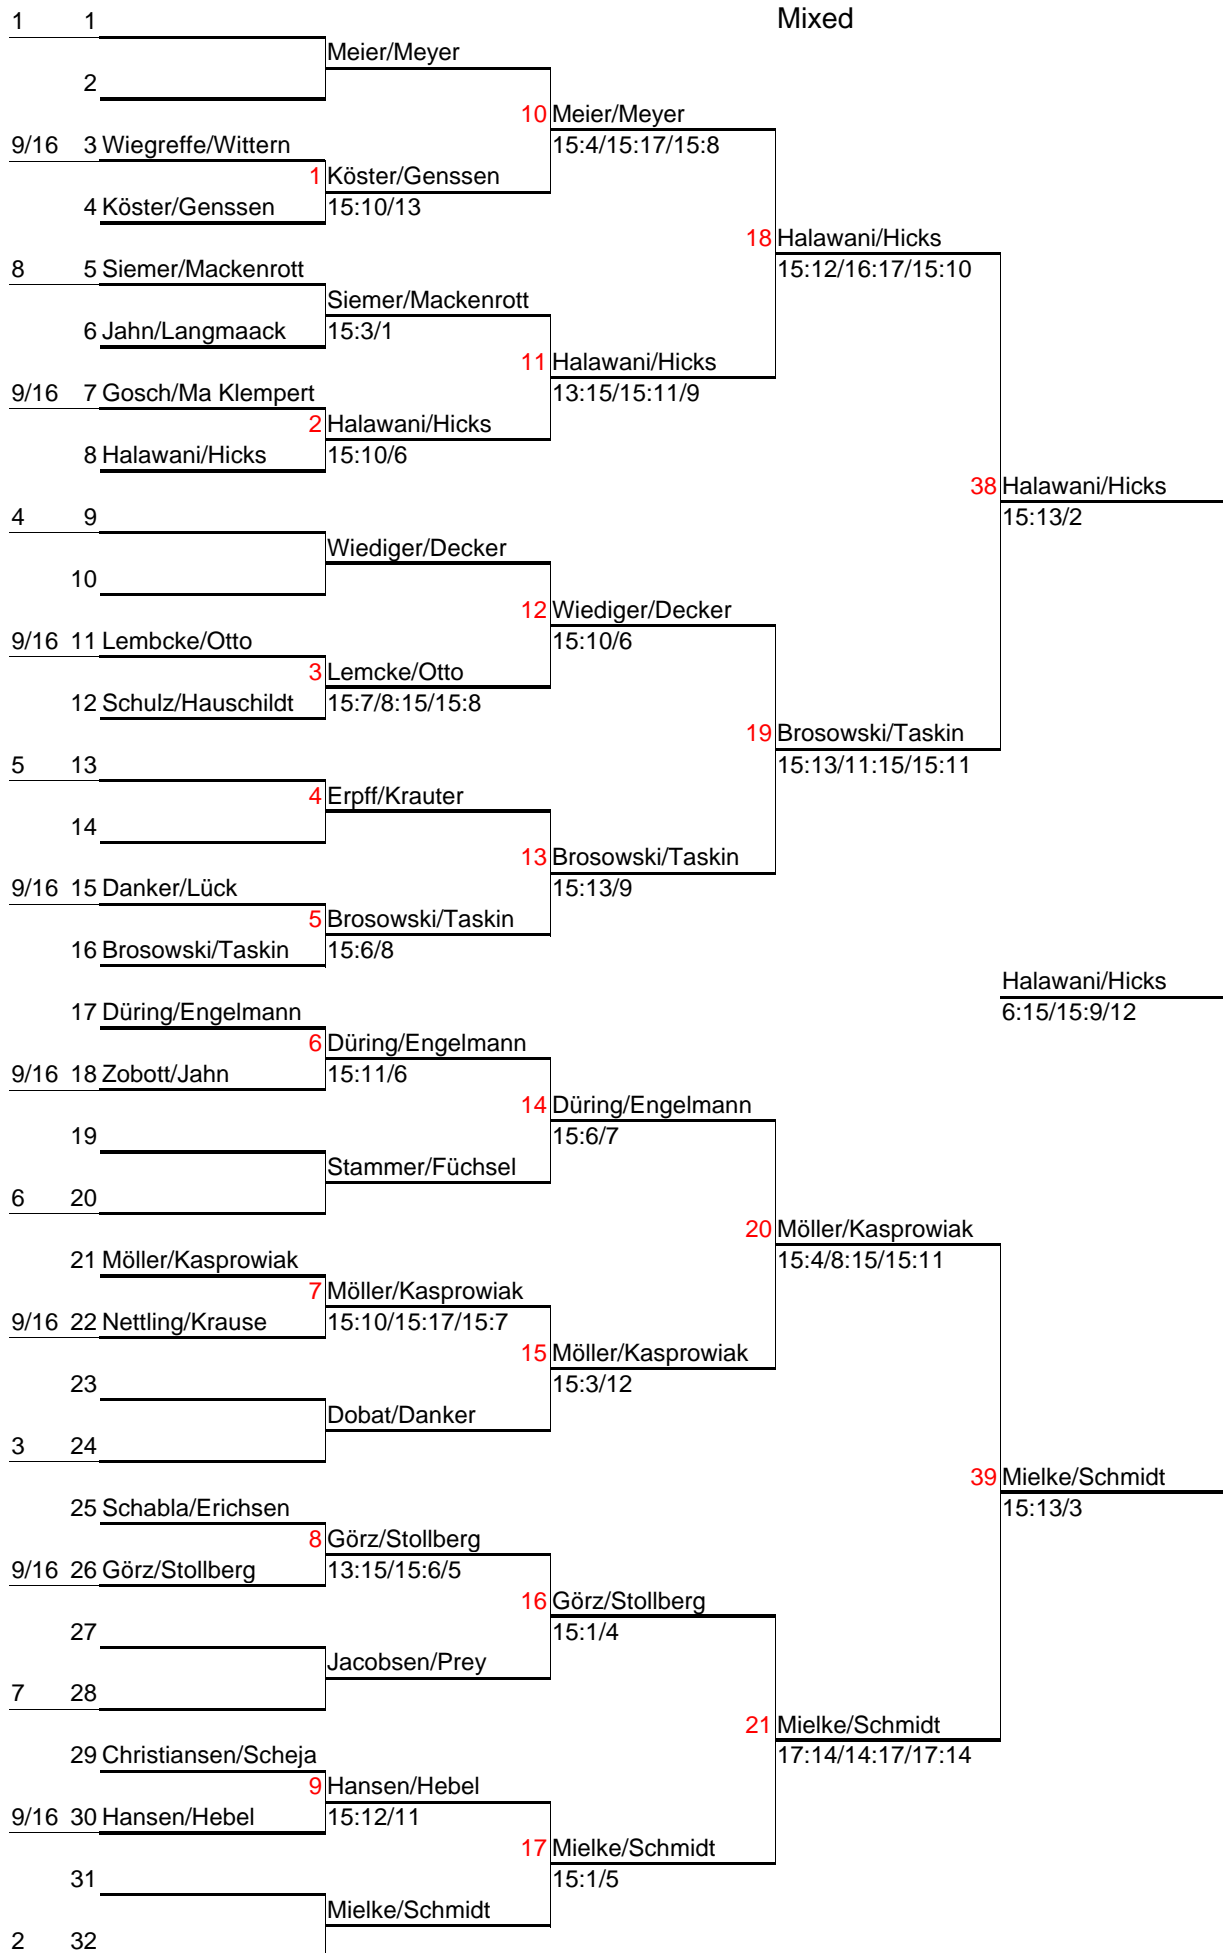 Mixed
1 1
Meier/Meyer
2
10 Meier/Meyer
9/16 3 Wiegreffe/Wittern
15:4/15:17/15:8
1 Köster/Genssen
4 Köster/Genssen
15:10/13
18 Halawani/Hicks
8 5 Siemer/Mackenrott
15:12/16:17/15:10
Siemer/Mackenrott
6 Jahn/Langmaack
15:3/1
11 Halawani/Hicks
9/16 7 Gosch/Ma Klempert
13:15/15:11/9
2 Halawani/Hicks
8 Halawani/Hicks
15:10/6
38 Halawani/Hicks
4 9
15:13/2
Wiediger/Decker
10
12 Wiediger/Decker
9/16 11 Lembcke/Otto
15:10/6
3 Lemcke/Otto
12 Schulz/Hauschildt
15:7/8:15/15:8
19 Brosowski/Taskin
5 13
15:13/11:15/15:11
4 Erpff/Krauter
14
13 Brosowski/Taskin
9/16 15 Danker/Lück
15:13/9
5 Brosowski/Taskin
16 Brosowski/Taskin
15:6/8
Halawani/Hicks
17 Düring/Engelmann
6:15/15:9/12
6 Düring/Engelmann
9/16 18 Zobott/Jahn
15:11/6
14 Düring/Engelmann
19
15:6/7
Stammer/Füchsel
6 20
20 Möller/Kasprowiak
21 Möller/Kasprowiak
15:4/8:15/15:11
7 Möller/Kasprowiak
9/16 22 Nettling/Krause
15:10/15:17/15:7
15 Möller/Kasprowiak
23
15:3/12
Dobat/Danker
3 24
39 Mielke/Schmidt
25 Schabla/Erichsen
15:13/3
8 Görz/Stollberg
9/16 26 Görz/Stollberg
13:15/15:6/5
16 Görz/Stollberg
27
15:1/4
Jacobsen/Prey
7 28
21 Mielke/Schmidt
29 Christiansen/Scheja
17:14/14:17/17:14
9 Hansen/Hebel
9/16 30 Hansen/Hebel
15:12/11
17 Mielke/Schmidt
31
15:1/5
Mielke/Schmidt
2 32